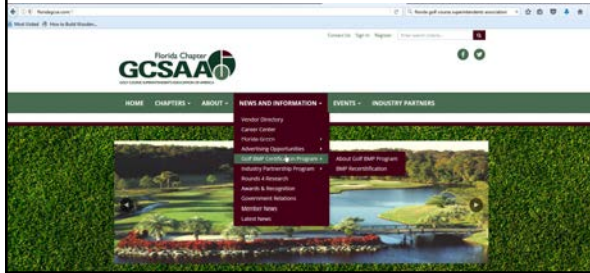 floridagcsa.com
florida golf course superintendents association
Most Visited How to Build Wooden...
Contact Us Sign In Register Enter search criteria...
Florida Chapter
GCSAA
GOLF COURSE SUPERINTENDENTS ASSOCIATION OF AMERICA
HOME CHAPTERS ABOUT NEWS AND INFORMATION EVENTS INDUSTRY PARTNERS
Vendor Directory
Career Center
Florida Green
Advertising Opportunities
Golf BMP Certification Program About Golf BMP Program
Industry Partnership Program BMP Recertification
Rounds 4 Research
Awards & Recognition
Government Relations
Member News
Latest News